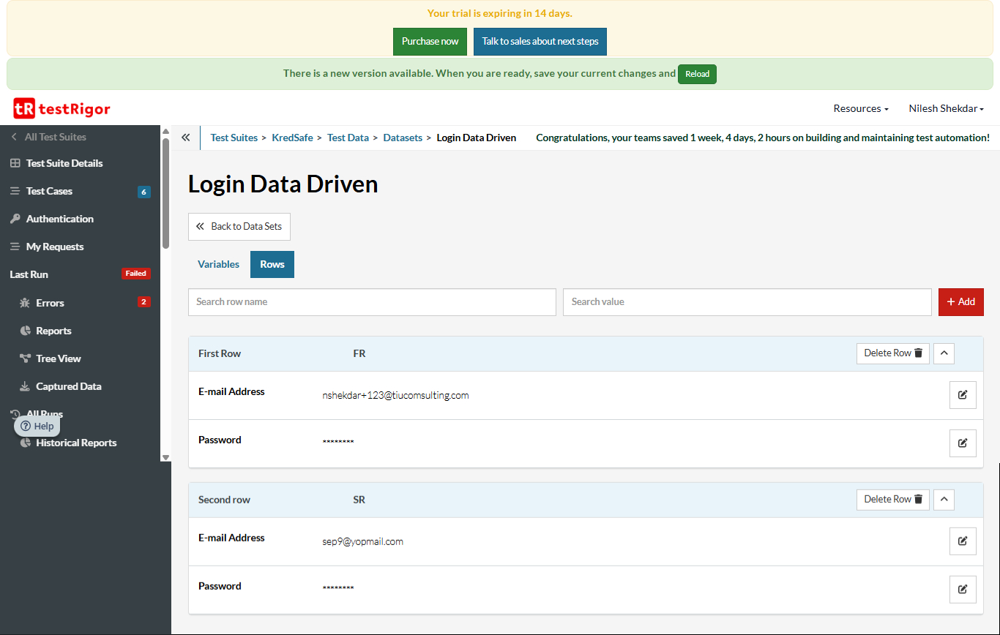 Your trial is expiring in 14 days.
Purchase now Talk to sales about next steps
There is a new version available. When you are ready, save your current changes and Reload
tR testRigor
Resources Nilesh Shekdar
All Test Suites
Test Suite Details
Test Cases 6
Authentication
My Requests
Last Run Failed
Errors 2
Reports
Tree View
Captured Data
All Runs
Help
Historical Reports
Test Suites > KredSafe > Test Data > Datasets > Login Data Driven Congratulations, your teams saved 1 week, 4 days, 2 hours on building and maintaining test automation!
Login Data Driven
Back to Data Sets
Variables Rows
Search row name Search value + Add
First Row FR Delete Row
E-mail Address nshekdar+123@tiucomsulting.com
Password ********
Second row SR Delete Row
E-mail Address sep9@yopmail.com
Password ********